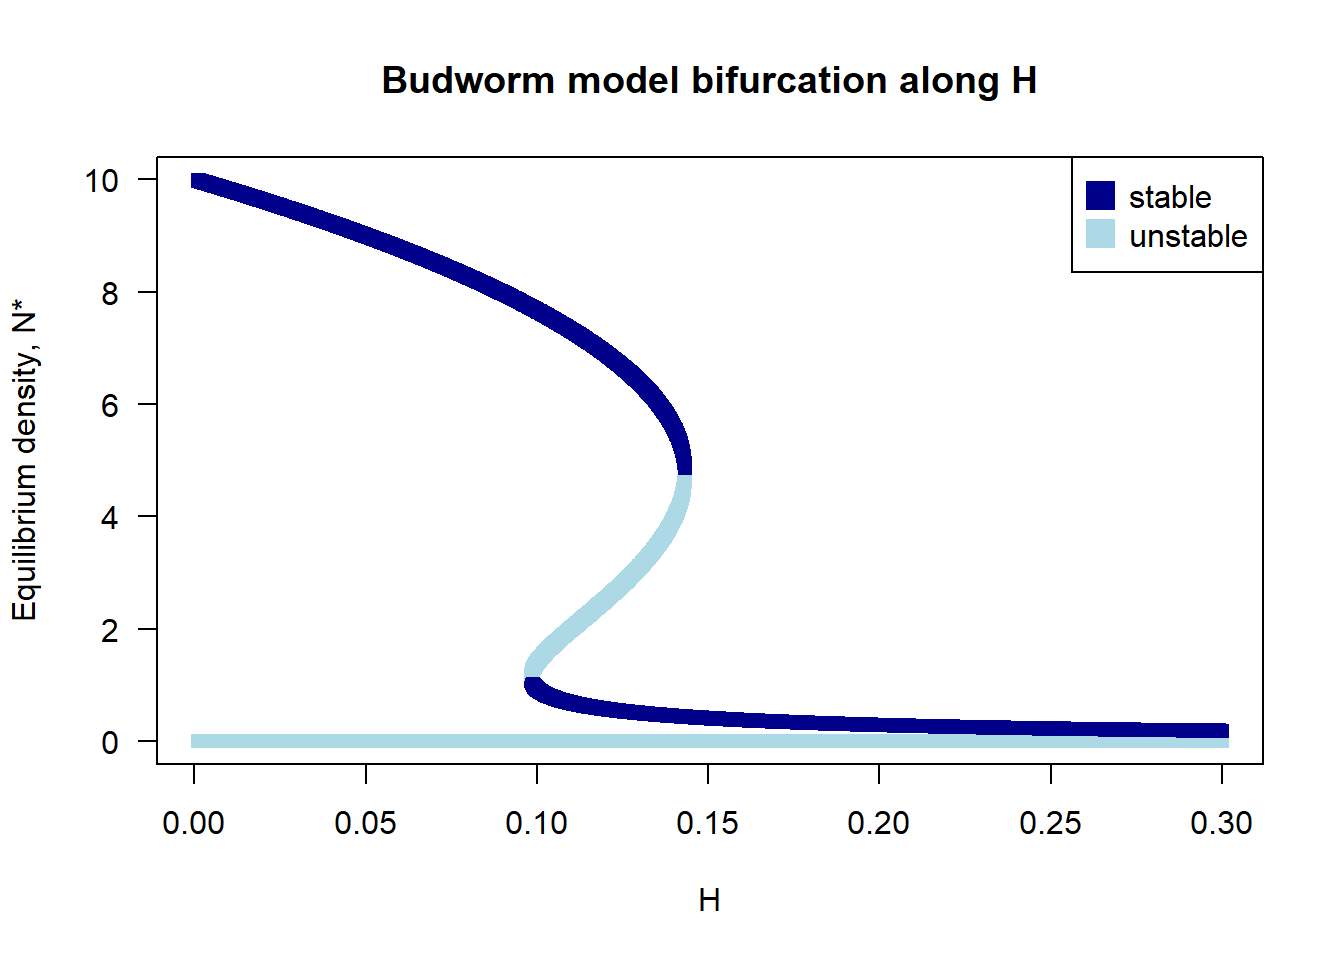 Budworm model bifurcation along H
stable
unstable
Equilibrium density, N*
10
8
6
4
2
0
0.00 0.05 0.10 0.15 0.20 0.25 0.30
H